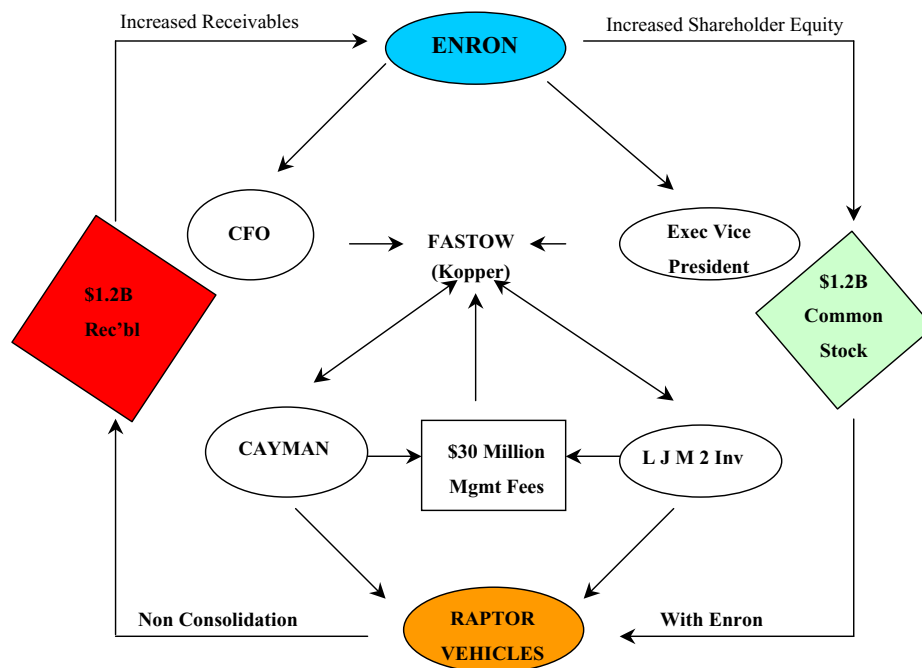 Increased Receivables
ENRON
Increased Shareholder Equity
CFO
FASTOW
(Kopper)
Exec Vice
President
$1.2B
Rec’bl
$1.2B
Common
Stock
CAYMAN
$30 Million
Mgmt Fees
L J M 2 Inv
Non Consolidation
RAPTOR
VEHICLES
With Enron